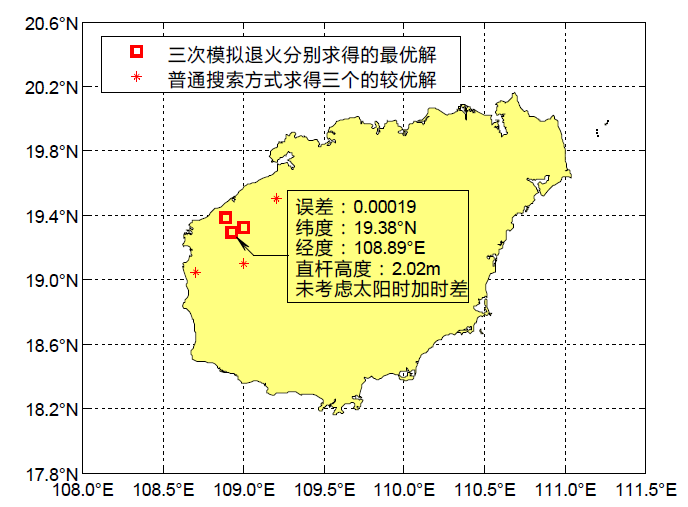 20.6°N
三次模拟退火分别求得的最优解
普通搜索方式求得三个的较优解
20.2°N
19.8°N
19.4°N
误差：0.00019
纬度：19.38°N
经度：108.89°E
直杆高度：2.02m
未考虑太阳时加时差
19.0°N
18.6°N
18.2°N
17.8°N
108.0°E 108.5°E 109.0°E 109.5°E 110.0°E 110.5°E 111.0°E 111.5°E